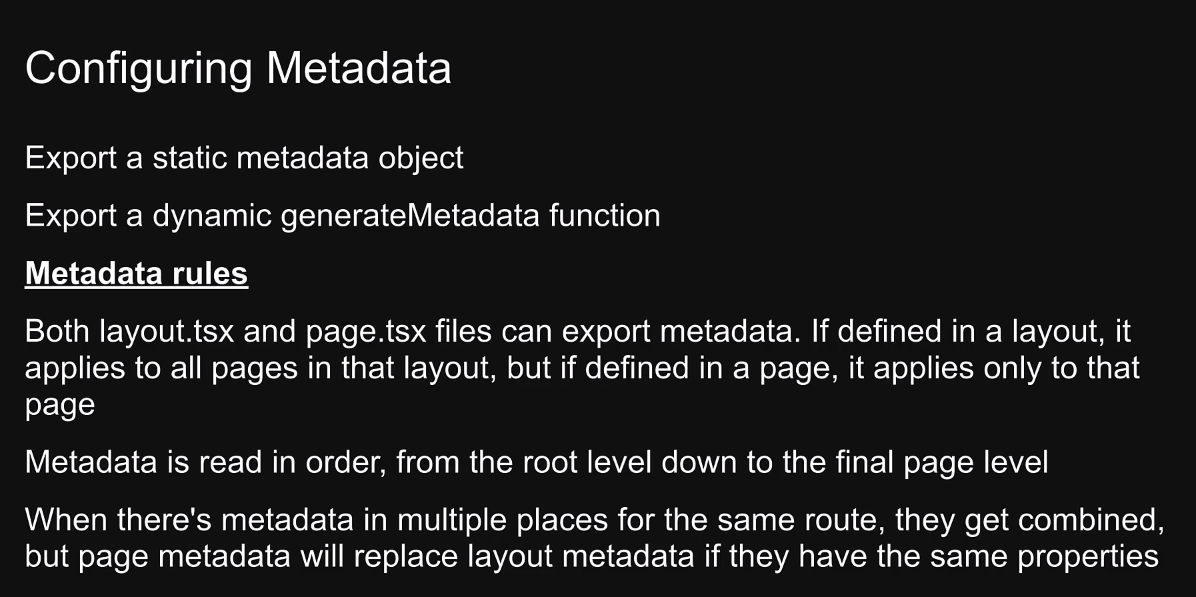 Configuring Metadata
Export a static metadata object
Export a dynamic generateMetadata function
Metadata rules
Both layout.tsx and page.tsx files can export metadata. If defined in a layout, it
applies to all pages in that layout, but if defined in a page, it applies only to that
page
Metadata is read in order, from the root level down to the final page level
When there's metadata in multiple places for the same route, they get combined,
but page metadata will replace layout metadata if they have the same properties